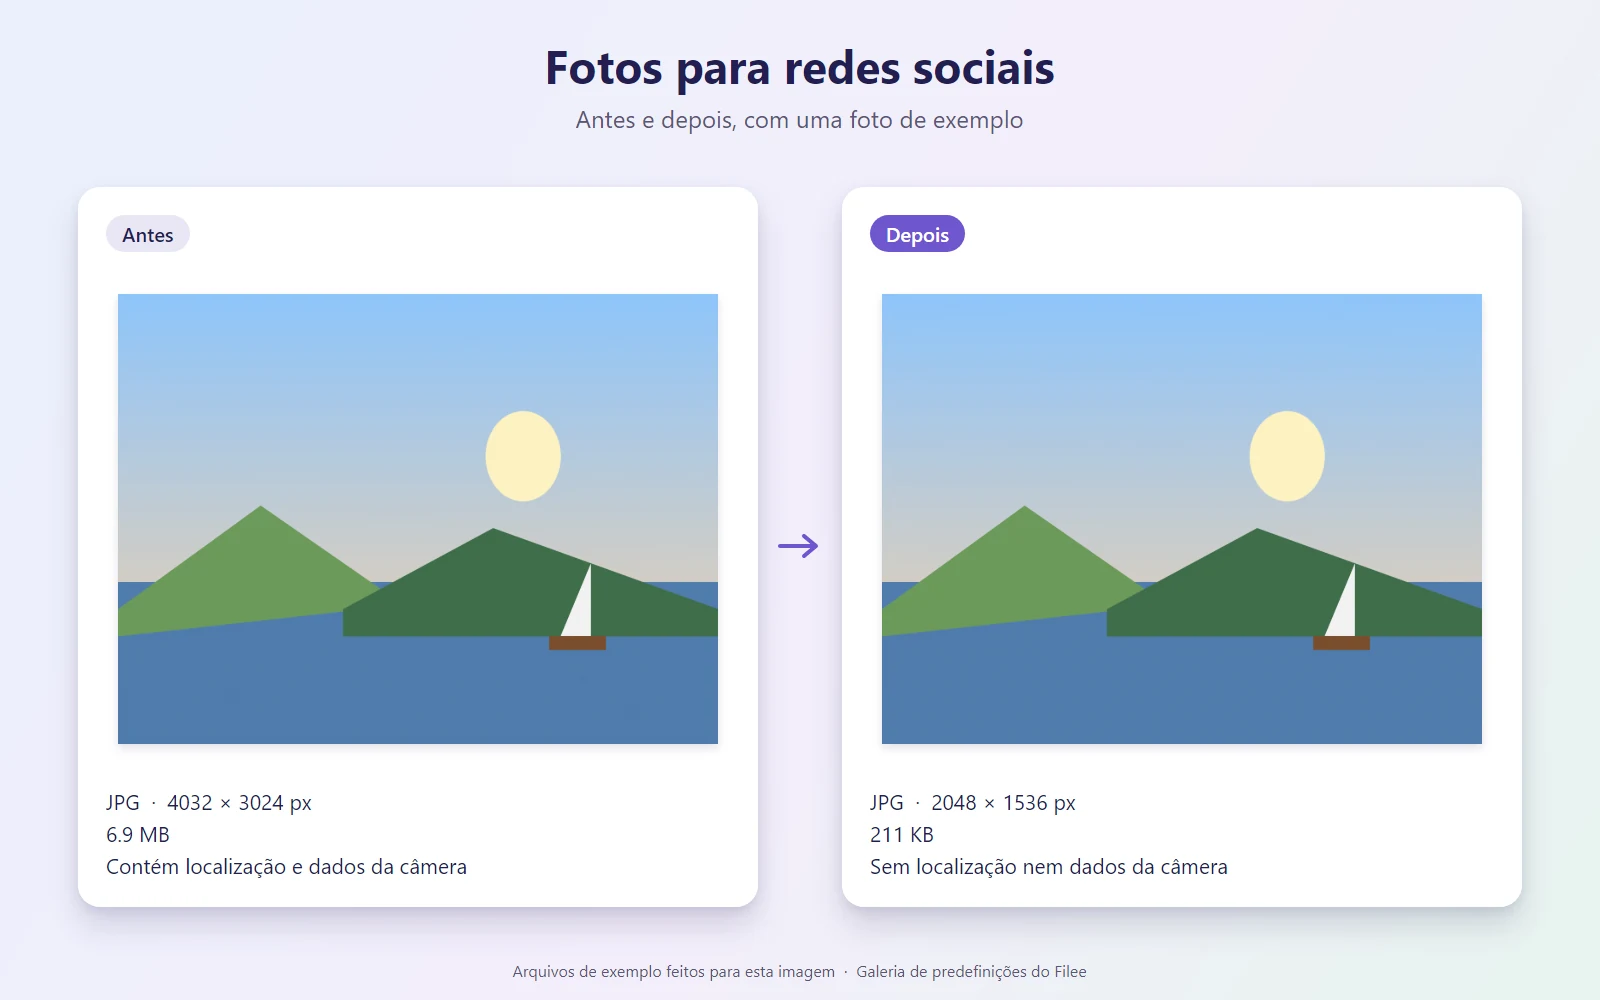 Fotos para redes sociais
Antes e depois, com uma foto de exemplo
Antes
JPG · 4032 × 3024 px
6.9 MB
Contém localização e dados da câmera
Depois
JPG · 2048 × 1536 px
211 KB
Sem localização nem dados da câmera
Arquivos de exemplo feitos para esta imagem · Galeria de predefinições do Filee